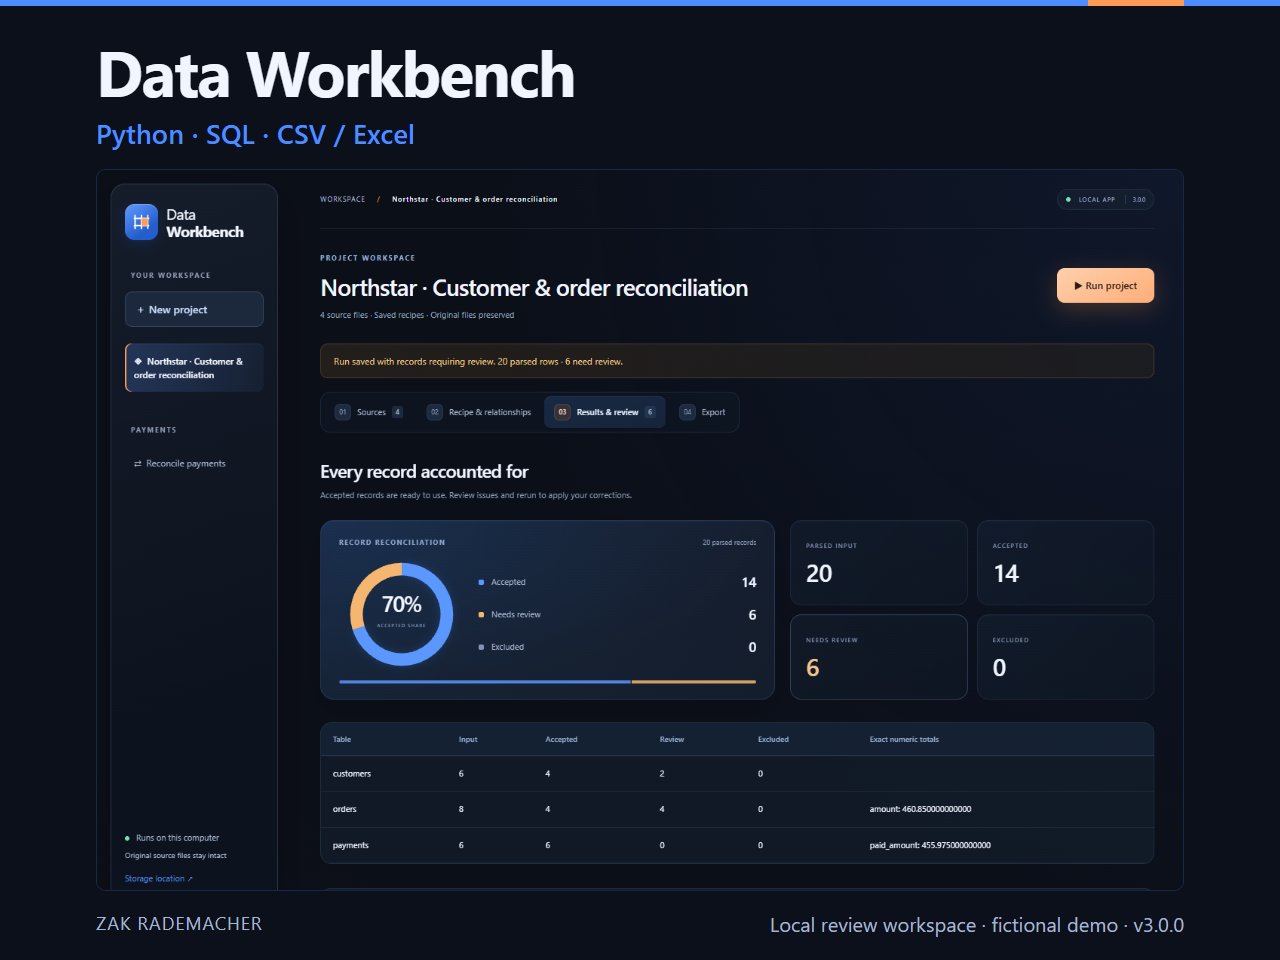 Data Workbench
Python · SQL · CSV / Excel
Data
Workbench
YOUR WORKSPACE
+ New project
◆ Northstar · Customer &
order reconciliation
PAYMENTS
⇄ Reconcile payments
Runs on this computer
Original source files stay intact
Storage location ↗
WORKSPACE / Northstar · Customer & order reconciliation
LOCAL APP 3.0.0
PROJECT WORKSPACE
Northstar · Customer & order reconciliation
4 source files · Saved recipes · Original files preserved
▶ Run project
Run saved with records requiring review. 20 parsed rows · 6 need review.
01 Sources 4 02 Recipe & relationships 03 Results & review 6 04 Export
Every record accounted for
Accepted records are ready to use. Review issues and rerun to apply your corrections.
RECORD RECONCILIATION 20 parsed records
70%
ACCEPTED SHARE
Accepted 14
Needs review 6
Excluded 0
PARSED INPUT
20
ACCEPTED
14
NEEDS REVIEW
6
EXCLUDED
0
Table Input Accepted Review Excluded Exact numeric totals
customers 6 4 2 0
orders 8 4 4 0 amount: 460.850000000000
payments 6 6 0 0 paid_amount: 455.975000000000
ZAK RADEMACHER
Local review workspace · fictional demo · v3.0.0